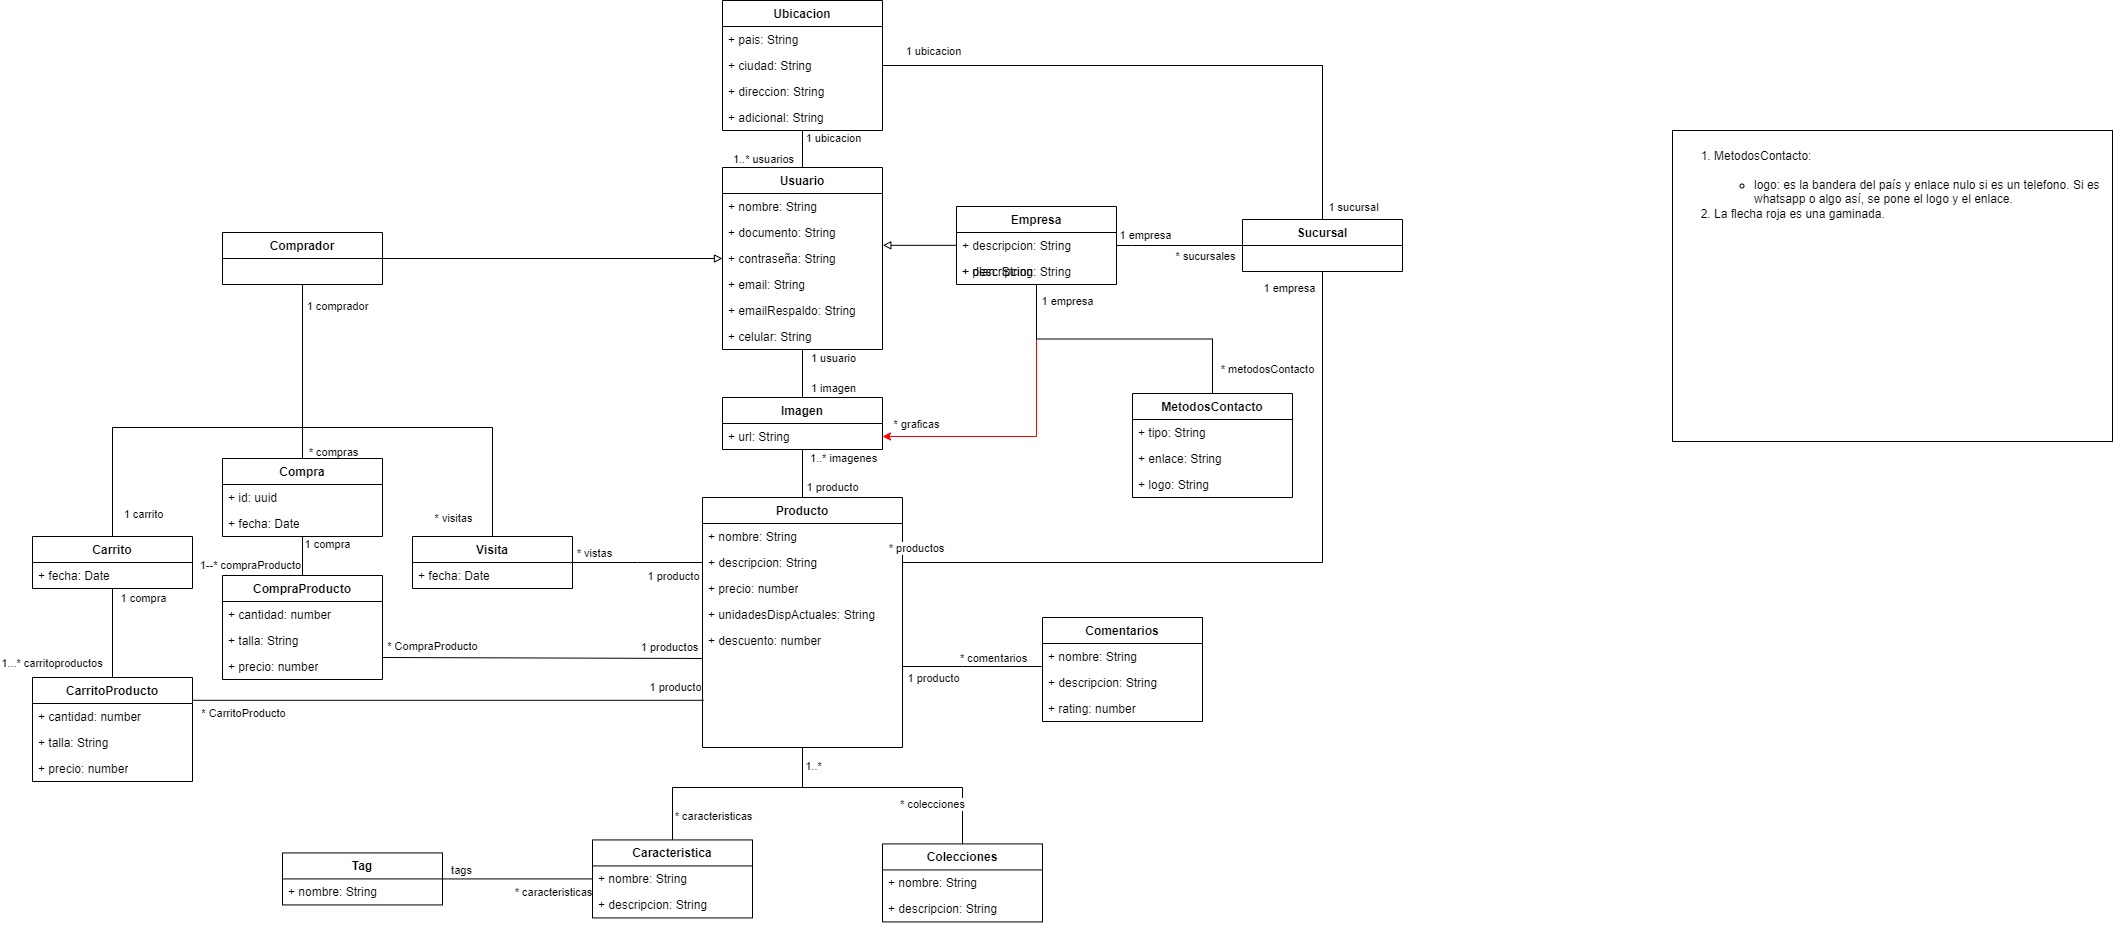 Ubicacion
+ pais: String
+ ciudad: String
+ direccion: String
+ adicional: String
1 ubicacion
1 ubicacion
1..* usuarios
Usuario
+ nombre: String
+ documento: String
+ contraseña: String
+ email: String
+ emailRespaldo: String
+ celular: String
1 usuario
Empresa
+ descripcion: String
+ descripcion: String
+ plan: String
1 empresa
* sucursales
1 sucursal
Sucursal
1 empresa
1 empresa
1. MetodosContacto:
logo: es la bandera del país y enlace nulo si es un telefono. Si es
whatsapp o algo así, se pone el logo y el enlace.
2. La flecha roja es una gaminada.
Comprador
1 comprador
1 imagen
Imagen
+ url: String
* graficas
1..* imagenes
* metodosContacto
MetodosContacto
+ tipo: String
+ enlace: String
+ logo: String
* compras
Compra
+ id: uuid
+ fecha: Date
1 compra
1 carrito
* visitas
Carrito
+ fecha: Date
1 compra
1--* compraProducto
CompraProducto
+ cantidad: number
+ talla: String
+ precio: number
Visita
+ fecha: Date
* vistas
1 producto
1 producto
Producto
+ nombre: String
+ descripcion: String
+ precio: number
+ unidadesDispActuales: String
+ descuento: number
* productos
* CompraProducto
1 productos
1...* carritoproductos
CarritoProducto
+ cantidad: number
+ talla: String
+ precio: number
* CarritoProducto
1 producto
* comentarios
1 producto
Comentarios
+ nombre: String
+ descripcion: String
+ rating: number
1..*
* caracteristicas
* colecciones
Tag
+ nombre: String
tags
* caracteristicas
Caracteristica
+ nombre: String
+ descripcion: String
Colecciones
+ nombre: String
+ descripcion: String